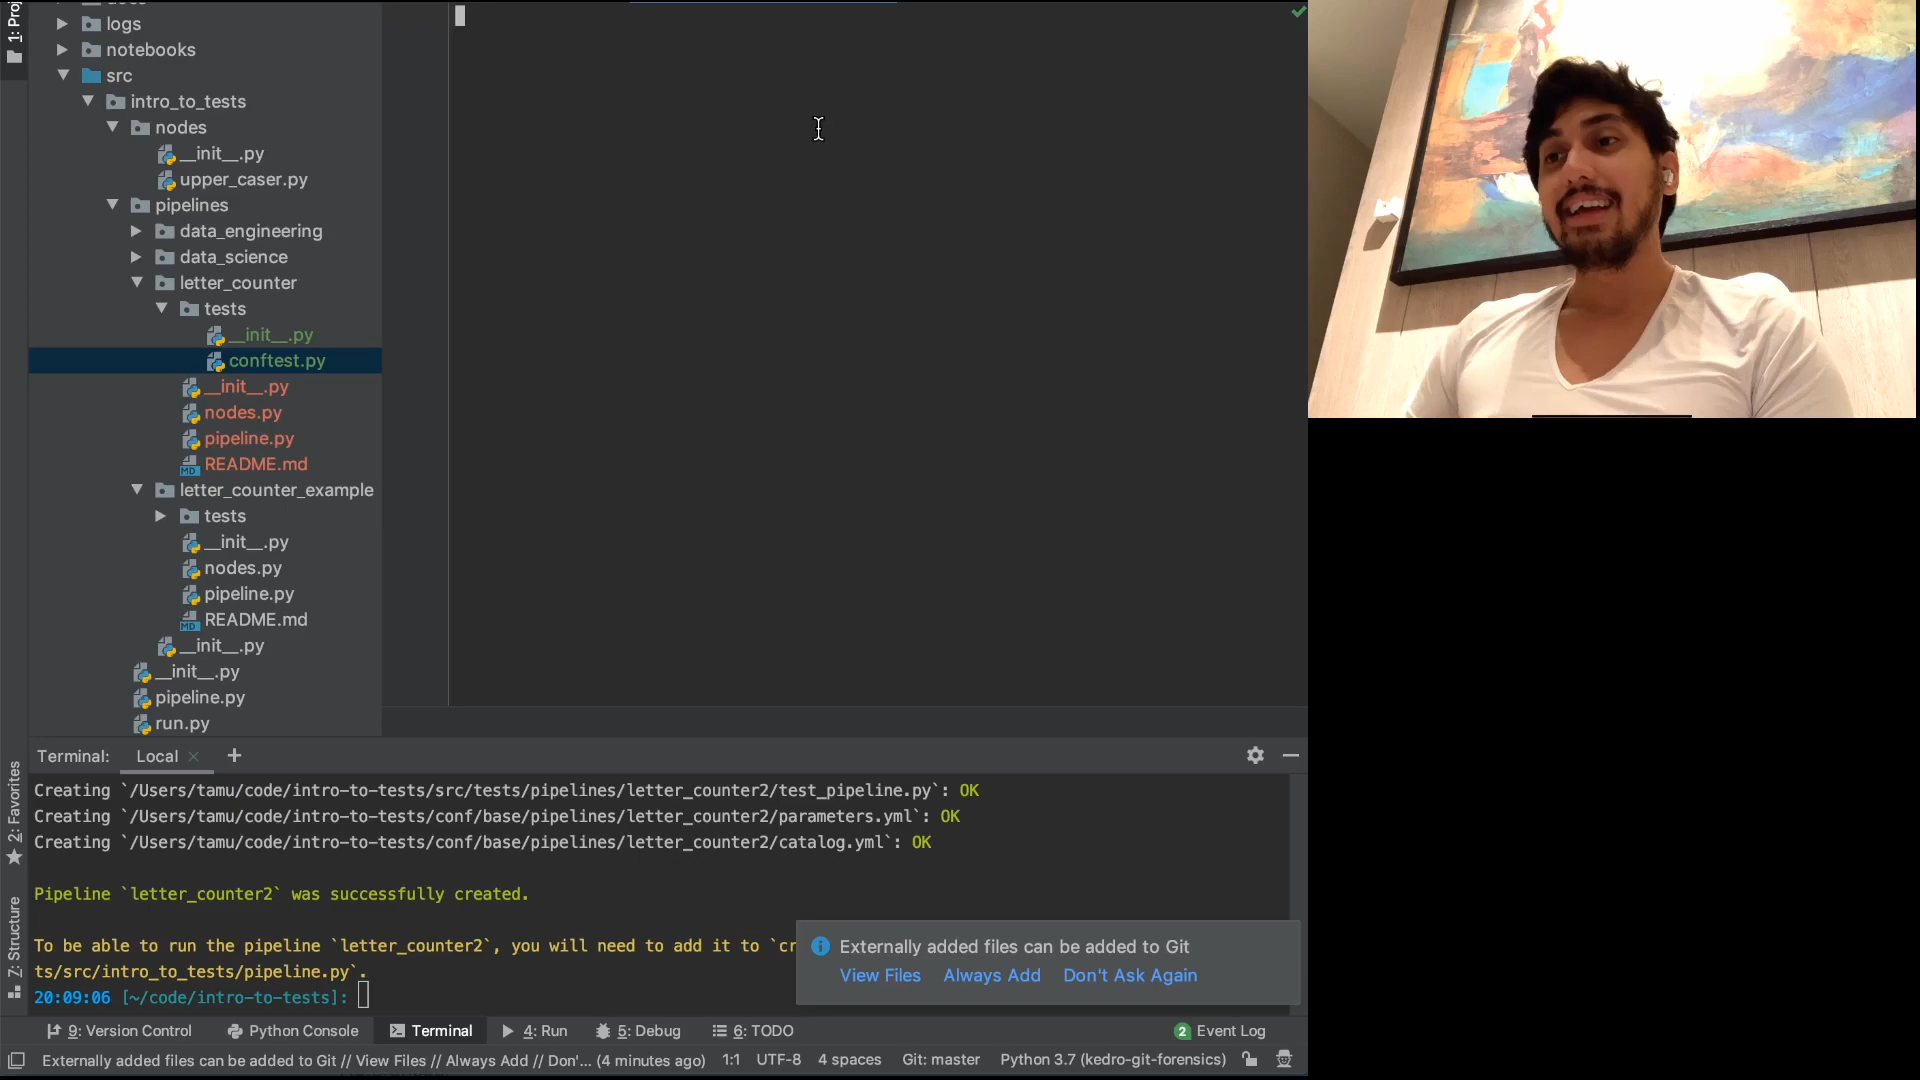 1: Proj
logs
notebooks
src
intro_to_tests
nodes
__init__.py
upper_caser.py
pipelines
data_engineering
data_science
letter_counter
tests
__init__.py
conftest.py
__init__.py
nodes.py
pipeline.py
README.md
letter_counter_example
tests
__init__.py
nodes.py
pipeline.py
README.md
__init__.py
__init__.py
pipeline.py
run.py
2: Favorites
7: Structure
Terminal: Local
Creating `/Users/tamu/code/intro-to-tests/src/tests/pipelines/letter_counter2/test_pipeline.py`: OK
Creating `/Users/tamu/code/intro-to-tests/conf/base/pipelines/letter_counter2/parameters.yml`: OK
Creating `/Users/tamu/code/intro-to-tests/conf/base/pipelines/letter_counter2/catalog.yml`: OK
Pipeline `letter_counter2` was successfully created.
To be able to run the pipeline `letter_counter2`, you will need to add it to `cr
ts/src/intro_to_tests/pipeline.py`.
20:09:06 [~/code/intro-to-tests]:
Externally added files can be added to Git
View Files Always Add Don't Ask Again
9: Version Control Python Console Terminal 4: Run 5: Debug 6: TODO 2 Event Log
Externally added files can be added to Git // View Files // Always Add // Don'... (4 minutes ago) 1:1 UTF-8 4 spaces Git: master Python 3.7 (kedro-git-forensics)